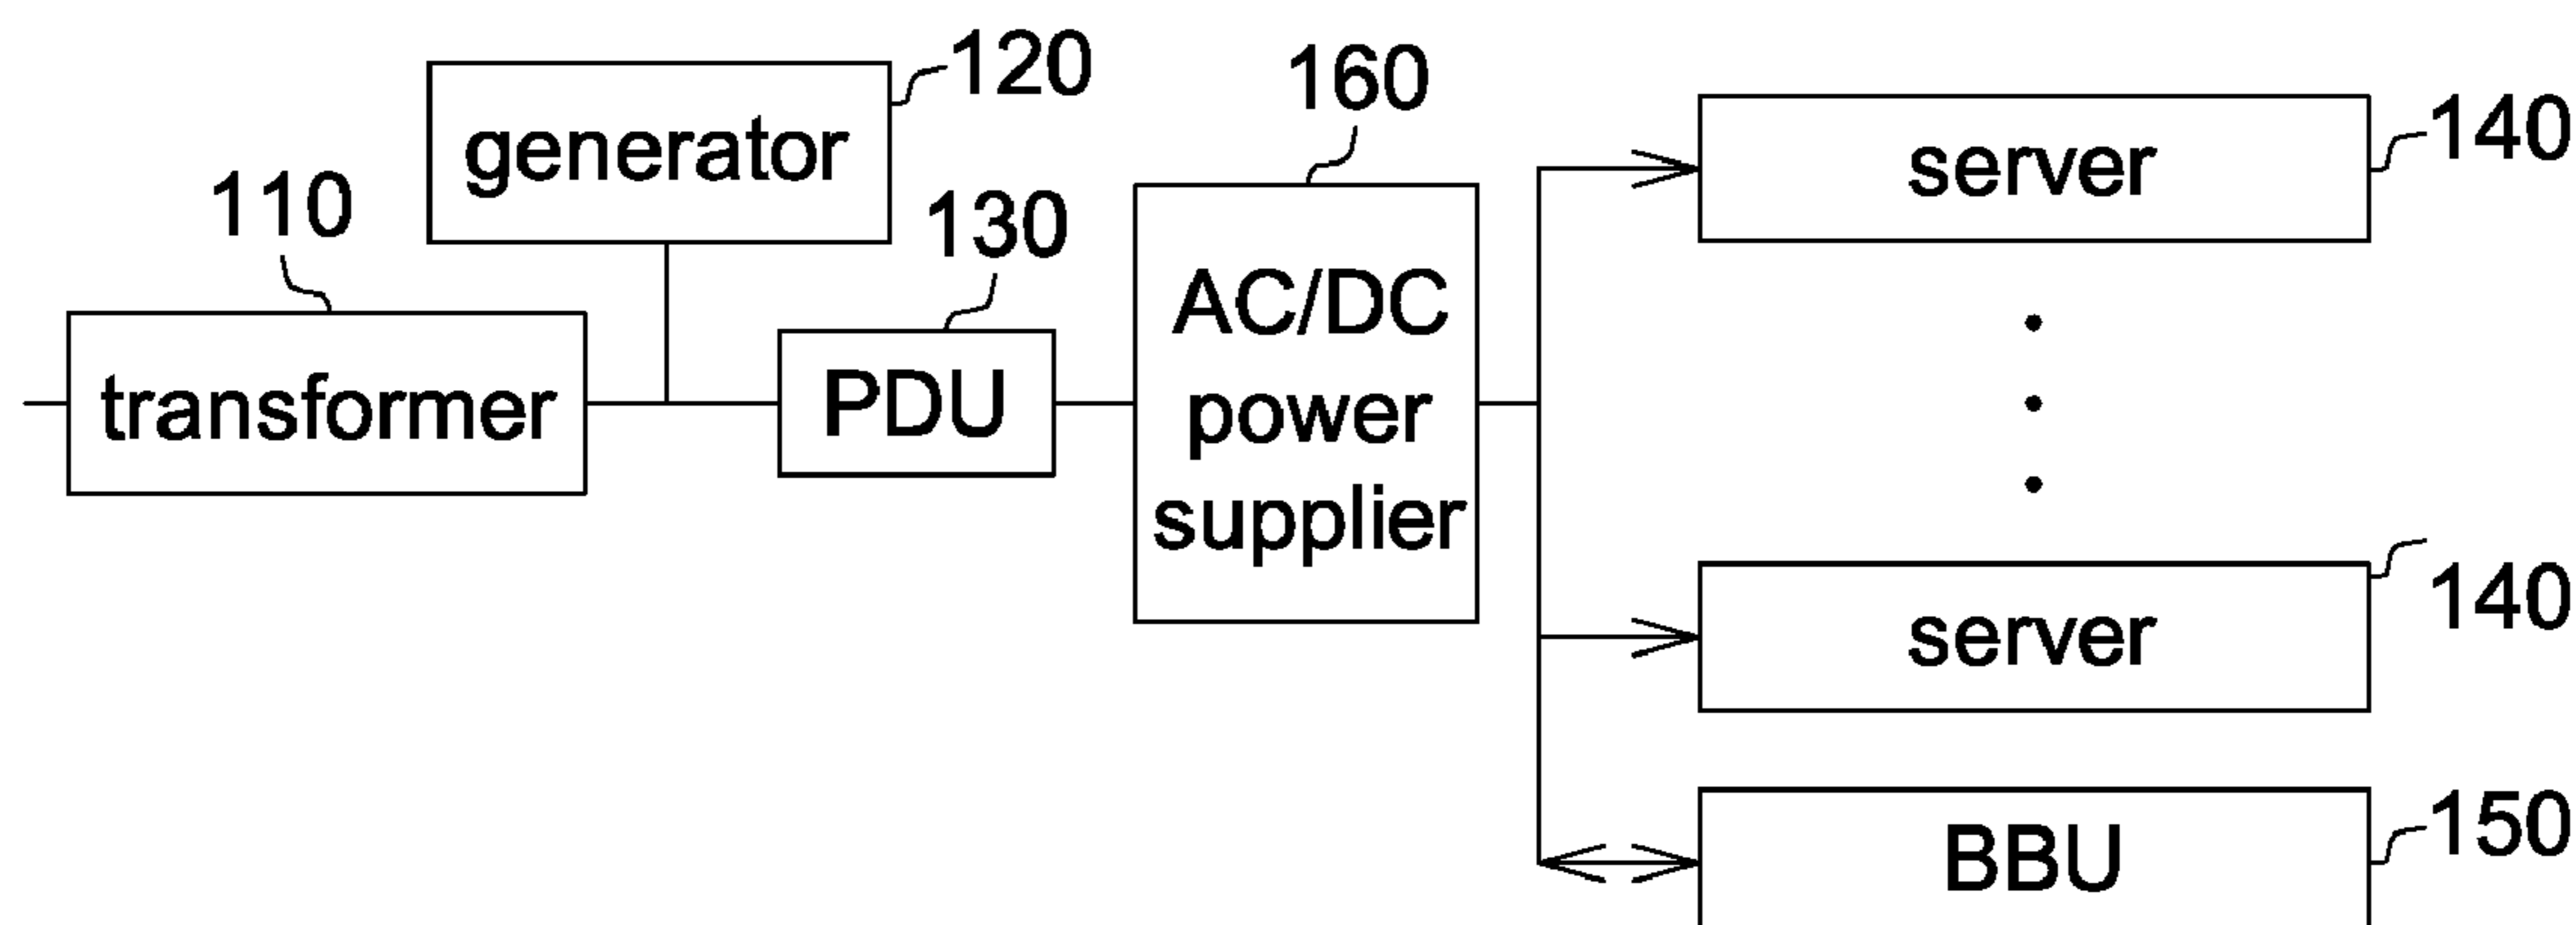 120
generator
160
140
server
110
130
AC/DC
power
supplier
transformer
PDU
server
140
BBU
150